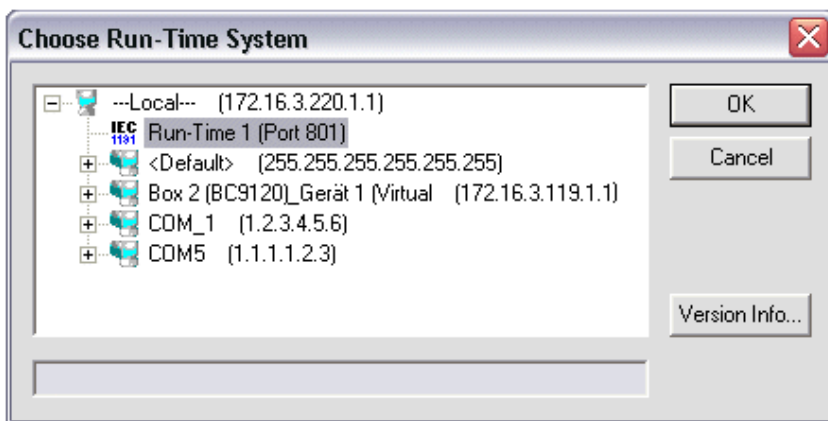 Choose Run-Time System
---Local--- (172.16.3.220.1.1)
IEC 1131 Run-Time 1 (Port 801)
<Default> (255.255.255.255.255.255)
Box 2 (BC9120)_Gerät 1 (Virtual (172.16.3.119.1.1)
COM_1 (1.2.3.4.5.6)
COM5 (1.1.1.1.2.3)
OK
Cancel
Version Info...